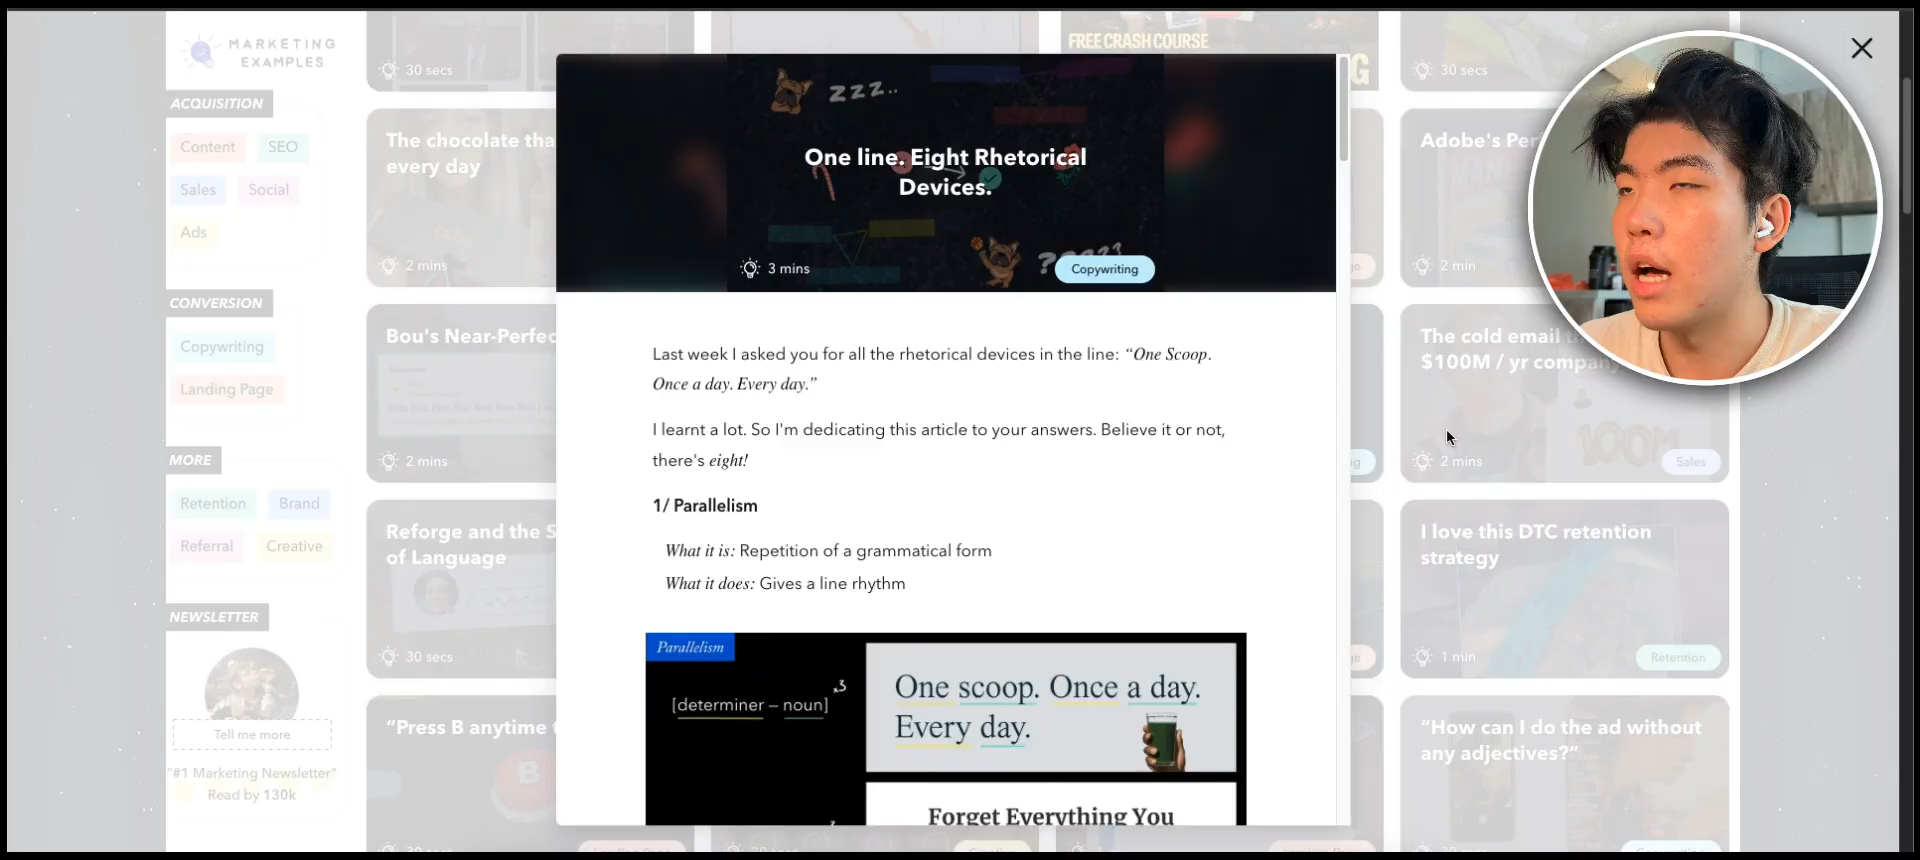 MARKETING
EXAMPLES
ACQUISITION
Content
SEO
Sales
Social
Ads
CONVERSION
Copywriting
Landing Page
MORE
Retention
Brand
Referral
Creative
NEWSLETTER
Tell me more
"#1 Marketing Newsletter"
Read by 130k
30 secs
The chocolate tha
every day
2 mins
Bou's Near-Perfec
2 mins
Reforge and the S
of Language
30 secs
"Press B anytime t
B
FREE CRASH COURSE
G
zzz..
One line. Eight Rhetorical
Devices.
3 mins
Copywriting
Last week I asked you for all the rhetorical devices in the line: “One Scoop.
Once a day. Every day.”
I learnt a lot. So I'm dedicating this article to your answers. Believe it or not,
there's eight!
1/ Parallelism
What it is: Repetition of a grammatical form
What it does: Gives a line rhythm
Parallelism
[determiner – noun] x3
One scoop. Once a day.
Every day.
Forget Everything You
30 secs
Adobe's Per
2 min
The cold email t
$100M / yr company
100M
2 mins
Sales
I love this DTC retention
strategy
1 min
Retention
"How can I do the ad without
any adjectives?"